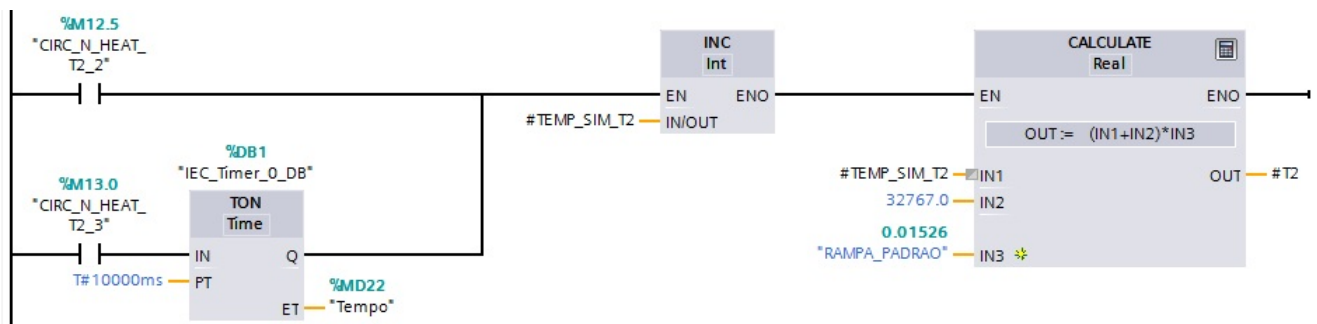 %M12.5
"CIRC_N_HEAT_
T2_2"
INC
Int
EN ENO
#TEMP_SIM_T2 IN/OUT
CALCULATE
Real
EN ENO
OUT := (IN1+IN2)*IN3
#TEMP_SIM_T2 IN1 OUT #T2
32767.0 IN2
0.01526
"RAMPA_PADRAO" IN3
%DB1
"IEC_Timer_0_DB"
%M13.0
"CIRC_N_HEAT_
T2_3"
TON
Time
IN Q
T#10000ms PT
%MD22
ET "Tempo"